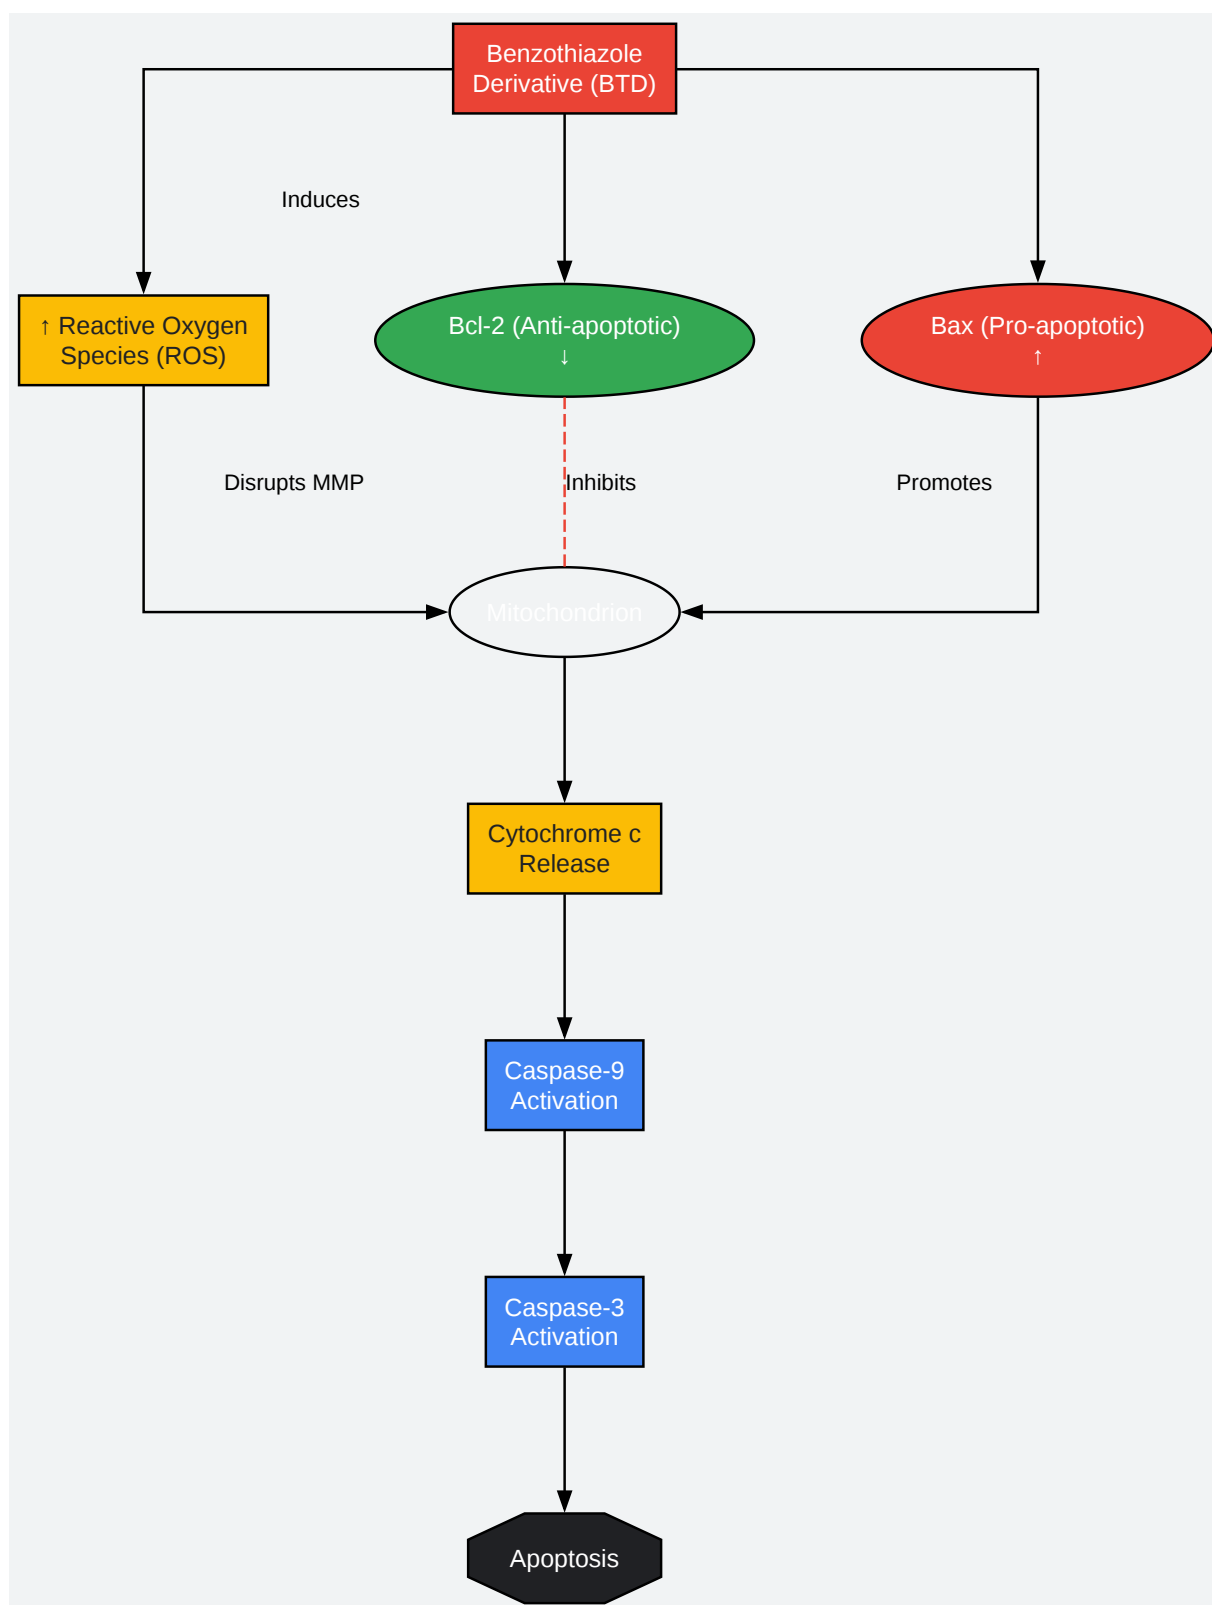 Benzothiazole
Derivative (BTD)
Induces
↑ Reactive Oxygen
Species (ROS)
Bcl-2 (Anti-apoptotic)
↓
Bax (Pro-apoptotic)
↑
Disrupts MMP
Inhibits
Promotes
Mitochondrion
Cytochrome c
Release
Caspase-9
Activation
Caspase-3
Activation
Apoptosis